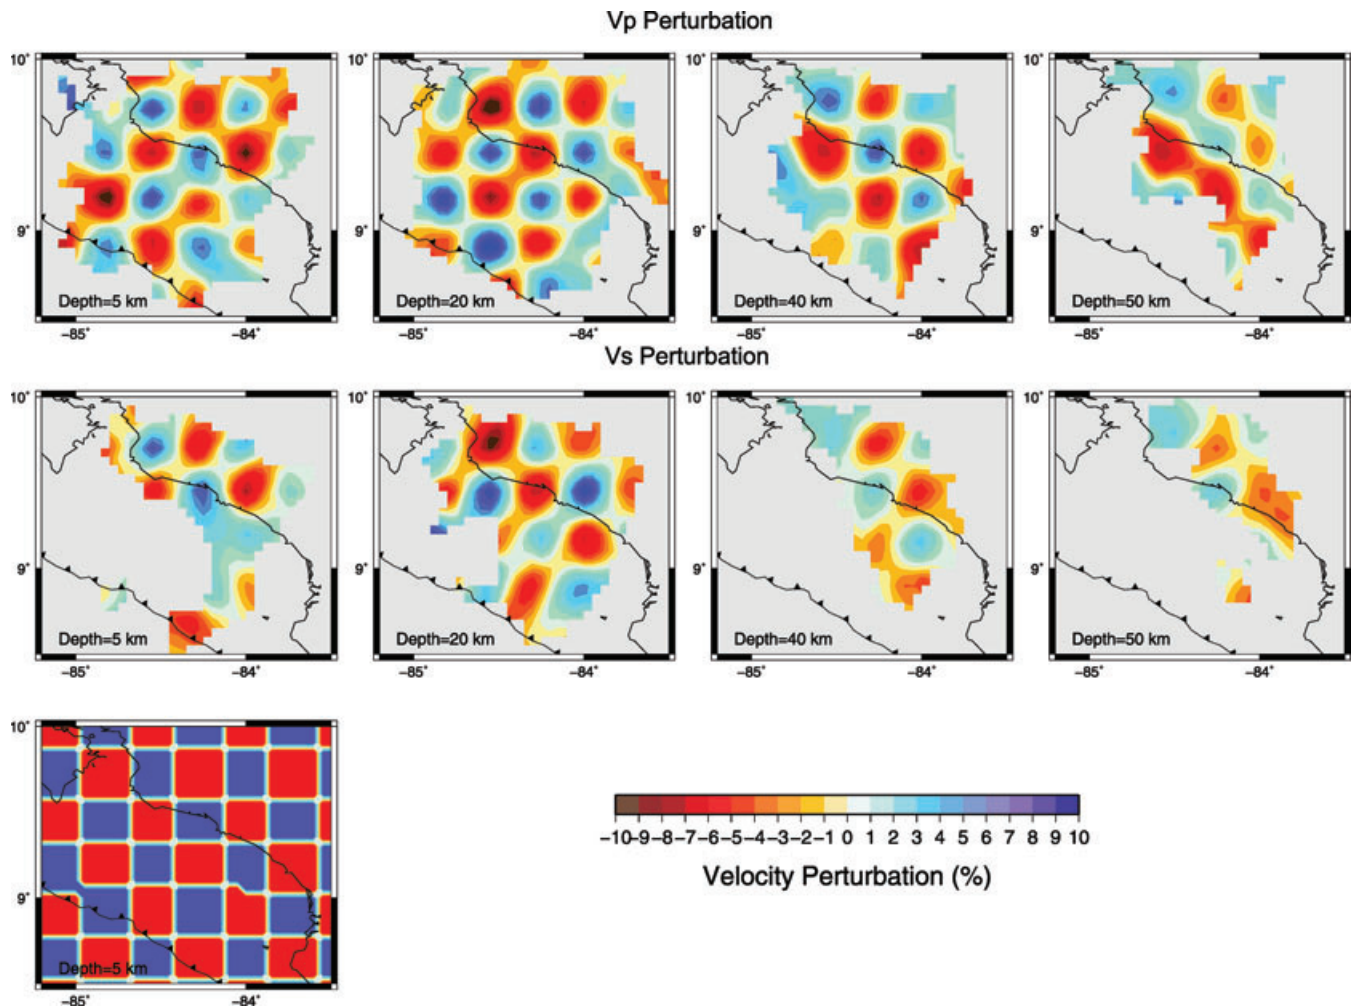 Vp Perturbation
10°
9°
Depth=5 km
−85°
−84°
10°
9°
Depth=20 km
−85°
−84°
10°
9°
Depth=40 km
−85°
−84°
10°
9°
Depth=50 km
−85°
−84°
Vs Perturbation
10°
9°
Depth=5 km
−85°
−84°
10°
9°
Depth=20 km
−85°
−84°
10°
9°
Depth=40 km
−85°
−84°
10°
9°
Depth=50 km
−85°
−84°
10°
9°
Depth=5 km
−85°
−84°
−10−9−8−7−6−5−4−3−2−1 0 1 2 3 4 5 6 7 8 9 10
Velocity Perturbation (%)